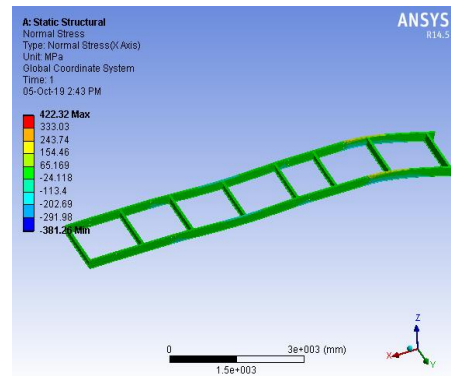 A: Static Structural
Normal Stress
Type: Normal Stress(X Axis)
Unit: MPa
Global Coordinate System
Time: 1
05-Oct-19 2:43 PM
ANSYS
R14.5
422.32 Max
333.03
243.74
154.46
65.169
-24.118
-113.4
-202.69
-291.98
-381.26 Min
0
3e+003 (mm)
1.5e+003
Z
X
Y